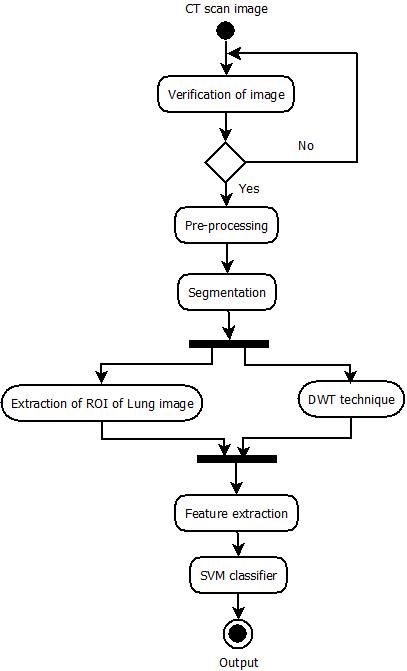 CT scan image
Verification of image
No
Yes
Pre-processing
Segmentation
Extraction of ROI of Lung image
DWT technique
Feature extraction
SVM classifier
Output